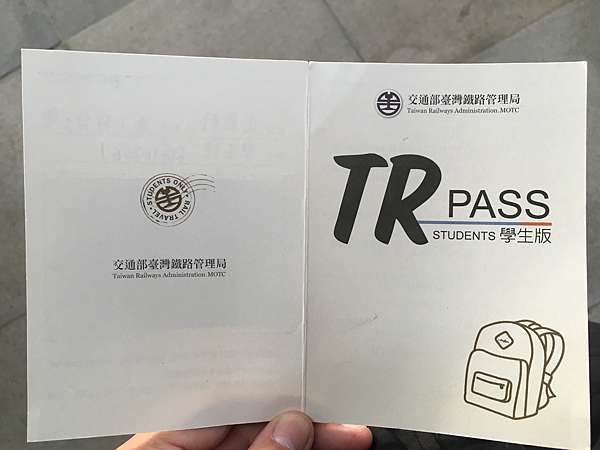 STUDENTS ONLY
RAIL TRAVEL
交通部臺灣鐵路管理局
Taiwan Railways Administration.MOTC
交通部臺灣鐵路管理局
Taiwan Railways Administration.MOTC
TR PASS
STUDENTS 學生版